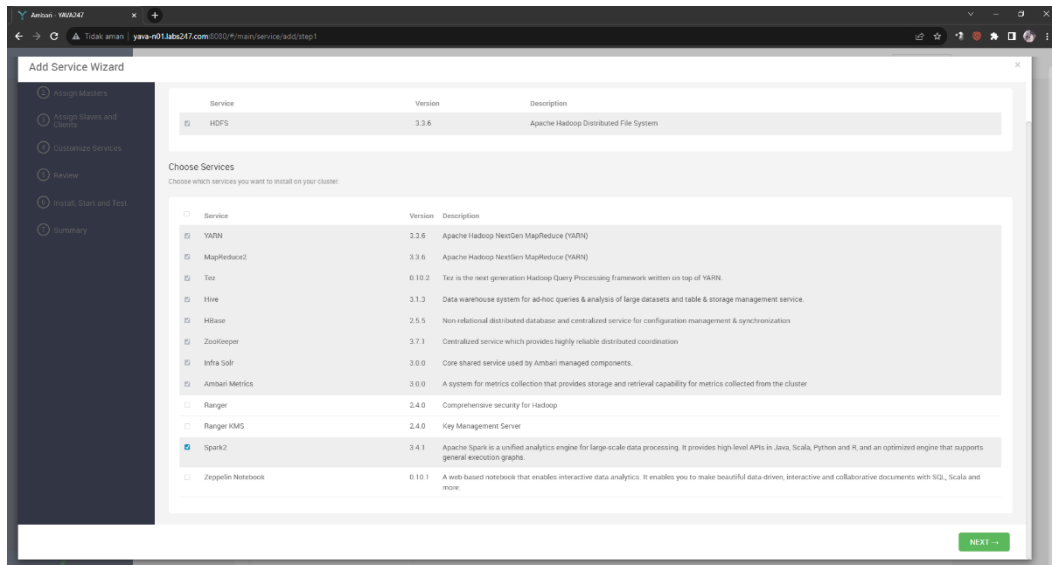 Ambari - YAVA247
Tidak aman | yava-n01.labs247.com:8080/#/main/service/add/step1
Add Service Wizard
2 Assign Masters
3 Assign Slaves and
Clients
4 Customize Services
5 Review
6 Install, Start and Test
7 Summary
Service Version Description
HDFS 3.3.6 Apache Hadoop Distributed File System
Choose Services
Choose which services you want to install on your cluster.
Service Version Description
YARN 3.3.6 Apache Hadoop NextGen MapReduce (YARN)
MapReduce2 3.3.6 Apache Hadoop NextGen MapReduce (YARN)
Tez 0.10.2 Tez is the next generation Hadoop Query Processing framework written on top of YARN.
Hive 3.1.3 Data warehouse system for ad-hoc queries & analysis of large datasets and table & storage management service.
HBase 2.5.5 Non-relational distributed database and centralized service for configuration management & synchronization
ZooKeeper 3.7.1 Centralized service which provides highly reliable distributed coordination
Infra Solr 3.0.0 Core shared service used by Ambari managed components.
Ambari Metrics 3.0.0 A system for metrics collection that provides storage and retrieval capability for metrics collected from the cluster
Ranger 2.4.0 Comprehensive security for Hadoop
Ranger KMS 2.4.0 Key Management Server
Spark2 3.4.1 Apache Spark is a unified analytics engine for large-scale data processing. It provides high-level APIs in Java, Scala, Python and R, and an optimized engine that supports
general execution graphs.
Zeppelin Notebook 0.10.1 A web-based notebook that enables interactive data analytics. It enables you to make beautiful data-driven, interactive and collaborative documents with SQL, Scala and
more.
NEXT →